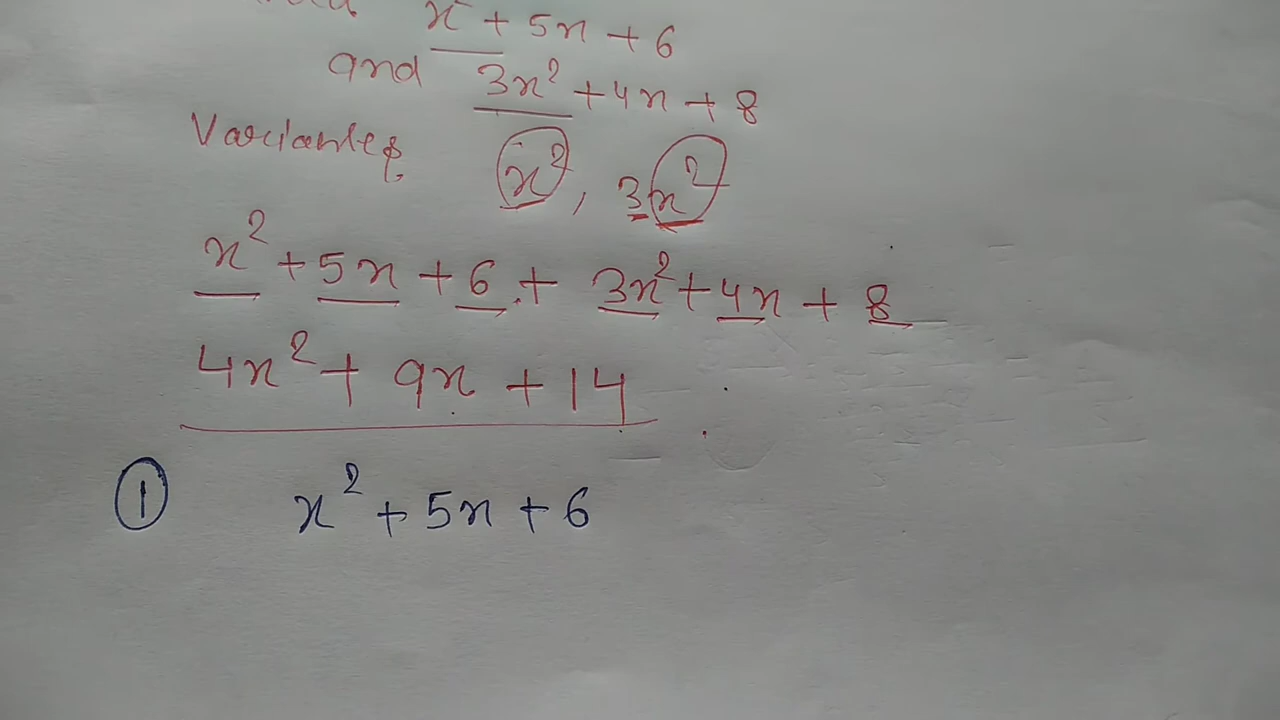 x² + 5x + 6
and 3x² + 4x + 8
x², 3x²
x² + 5x + 6 + 3x² + 4x + 8
4x² + 9x + 14
① x² + 5x + 6